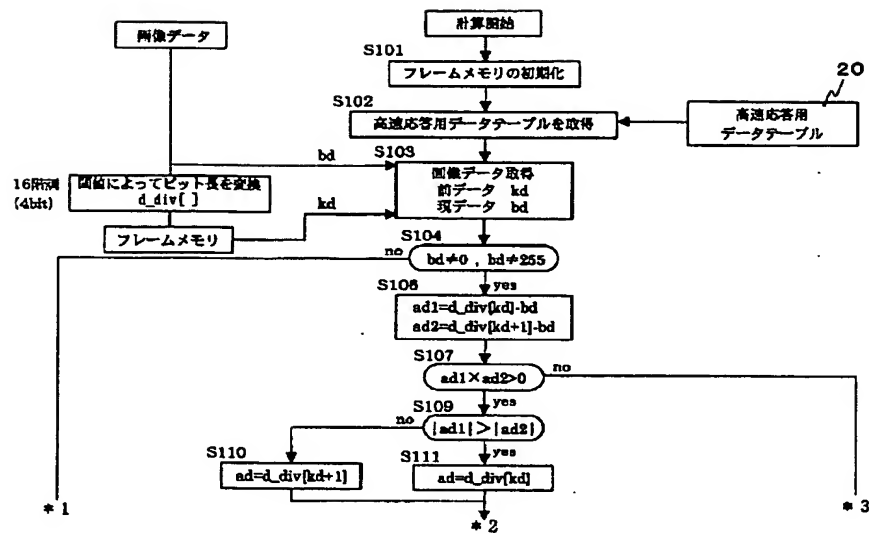 画像データ
計算開始
S101
フレームメモリの初期化
20
S102
高速応答用データテーブルを取得
高速応答用
データテーブル
bd
S103
画像データ取得
前データ kd
現データ bd
16階調
(4bit)
閾値によってビット長を変換
d_div[ ]
kd
フレームメモリ
S104
no
bd≠0 , bd≠255
yes
S106
ad1=d_div[kd]-bd
ad2=d_div[kd+1]-bd
S107
no
ad1×ad2>0
yes
S109
no
|ad1|>|ad2|
yes
S110
S111
ad=d_div[kd+1]
ad=d_div[kd]
*1
*2
*3